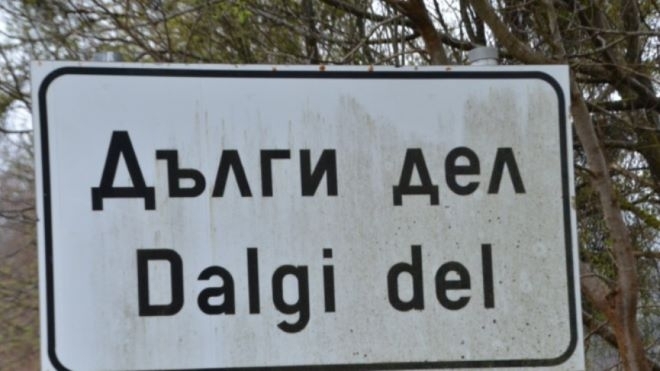 Дълги дел
Dalgi del